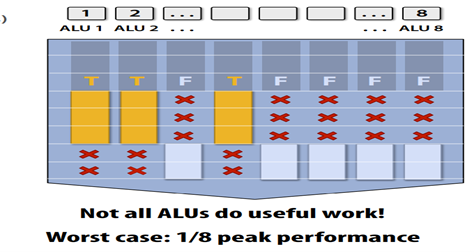 )
1 2 ... 8
ALU 1 ALU 2 ... ... ALU 8
T T F T F F F F
Not all ALUs do useful work!
Worst case: 1/8 peak performance